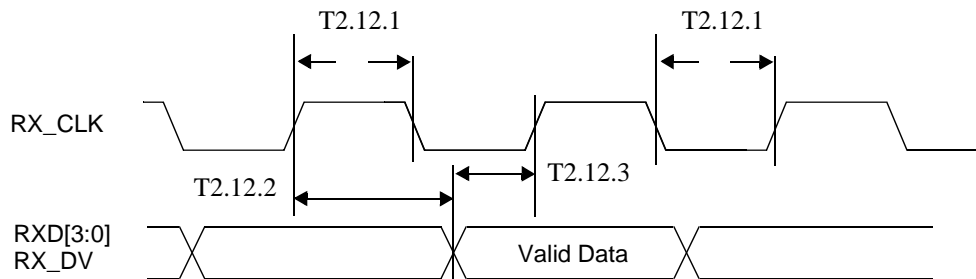 T2.12.1 T2.12.1
RX_CLK
T2.12.2 T2.12.3
RXD[3:0]
RX_DV Valid Data